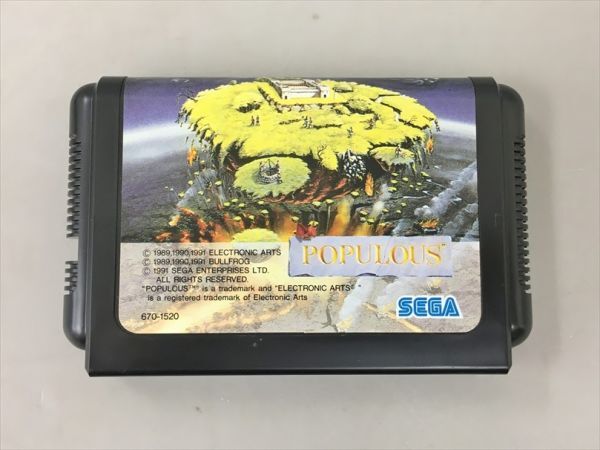 © 1989,1990,1991 ELECTRONIC ARTS
© 1989,1990,1991 BULLFROG
© 1991 SEGA ENTERPRISES LTD.
ALL RIGHTS RESERVED.
"POPULOUS"™ is a trademark and "ELECTRONIC ARTS"
is a registered trademark of Electronic Arts
POPULOUS™
SEGA
670-1520